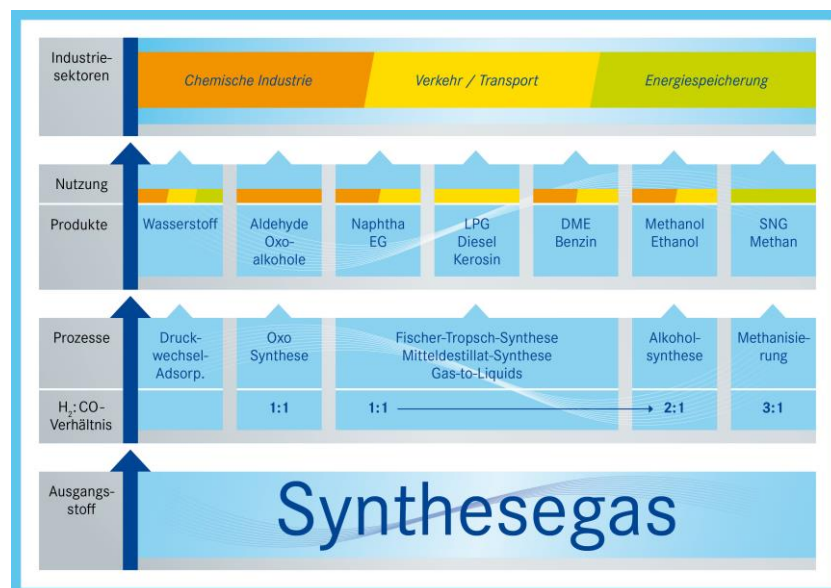 Industrie-
sektoren
Chemische Industrie
Verkehr / Transport
Energiespeicherung
Nutzung
Produkte
Wasserstoff
Aldehyde
Oxo-
alkohole
Naphtha
EG
LPG
Diesel
Kerosin
DME
Benzin
Methanol
Ethanol
SNG
Methan
Prozesse
Druck-
wechsel-
Adsorp.
Oxo
Synthese
Fischer-Tropsch-Synthese
Mitteldestillat-Synthese
Gas-to-Liquids
Alkohol-
synthese
Methanisie-
rung
H₂:CO-
Verhältnis
1:1
1:1
2:1
3:1
Ausgangs-
stoff
Synthesegas